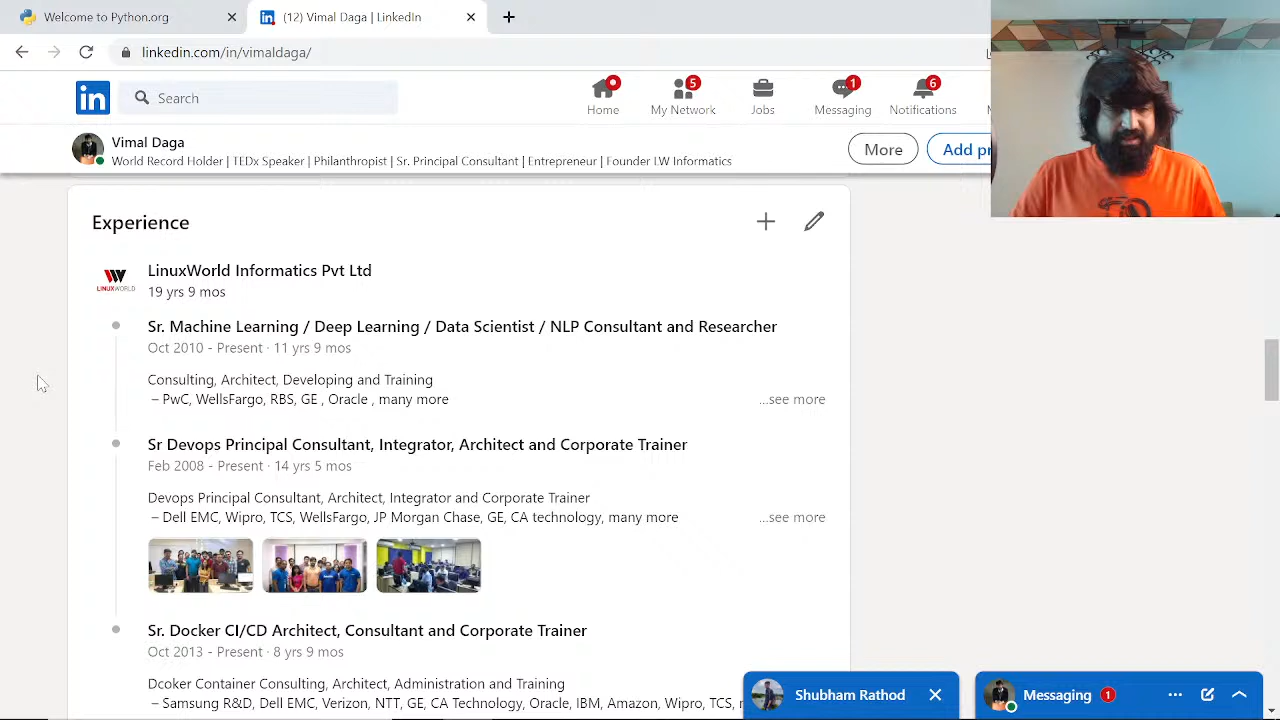 Welcome to Python.org
(12) Vimal Daga | LinkedIn
linkedin.com/in/vimaldaga/
in
Search
Home
My Network
5
Jobs
Messaging
1
Notifications
6
Vimal Daga
World Record Holder | TEDx Speaker | Philanthropist | Sr. Principal Consultant | Entrepreneur | Founder LW Informatics
More
Add pr
Experience
LINUXWORLD
LinuxWorld Informatics Pvt Ltd
19 yrs 9 mos
Sr. Machine Learning / Deep Learning / Data Scientist / NLP Consultant and Researcher
Oct 2010 - Present · 11 yrs 9 mos
Consulting, Architect, Developing and Training
– PwC, WellsFargo, RBS, GE , Oracle , many more
...see more
Sr Devops Principal Consultant, Integrator, Architect and Corporate Trainer
Feb 2008 - Present · 14 yrs 5 mos
Devops Principal Consultant, Architect, Integrator and Corporate Trainer
– Dell EMC, Wipro, TCS, WellsFargo, JP Morgan Chase, GE, CA technology, many more
...see more
Sr. Docker CI/CD Architect, Consultant and Corporate Trainer
Oct 2013 - Present · 8 yrs 9 mos
Dcoker Container Consulting, Architect, Administration and Training
– Samsung R&D, Dell EMC, GE, CA Technology, Oracle, IBM, Amazon, Wipro, TCS
Shubham Rathod
Messaging
1